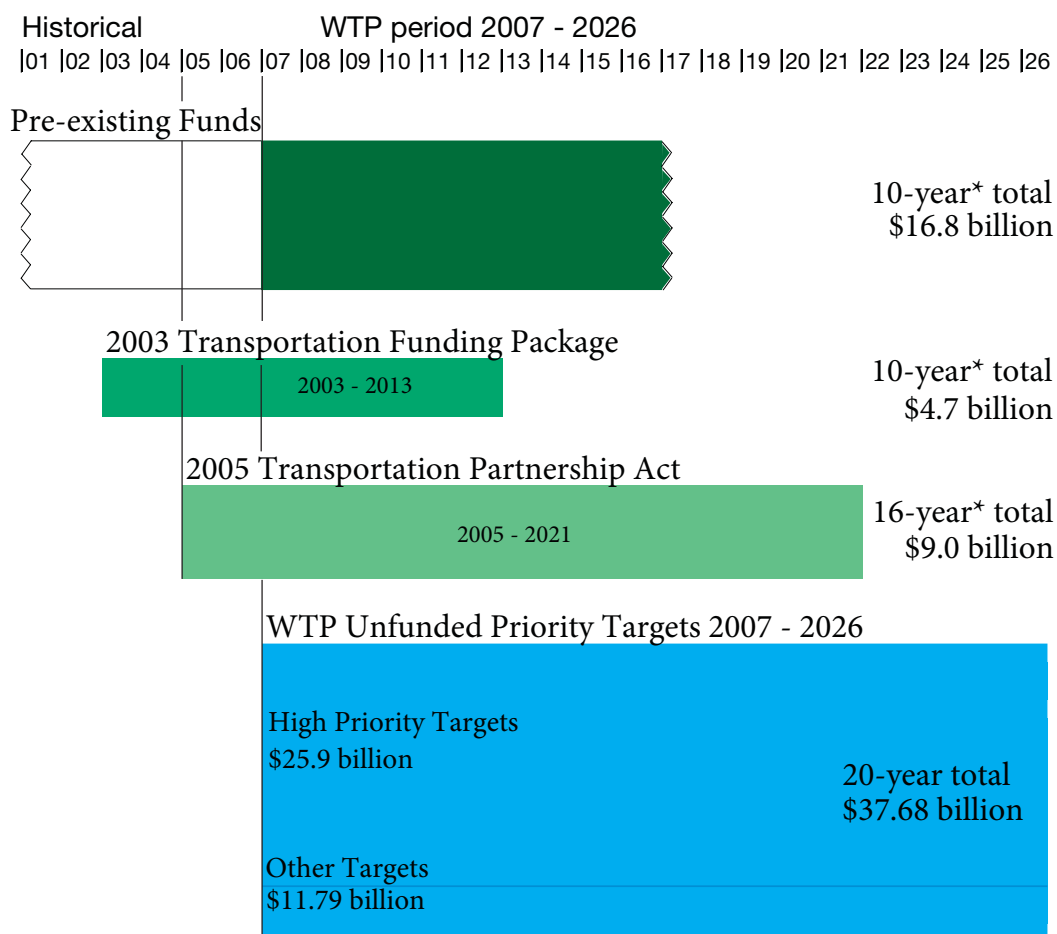 Historical WTP period 2007 - 2026
|01 |02 |03 |04 |05 |06 |07 |08 |09 |10 |11 |12 |13 |14 |15 |16 |17 |18 |19 |20 |21 |22 |23 |24 |25 |26
Pre-existing Funds
10-year* total
$16.8 billion
2003 Transportation Funding Package
2003 - 2013
10-year* total
$4.7 billion
2005 Transportation Partnership Act
2005 - 2021
16-year* total
$9.0 billion
WTP Unfunded Priority Targets 2007 - 2026
High Priority Targets
$25.9 billion
20-year total
$37.68 billion
Other Targets
$11.79 billion